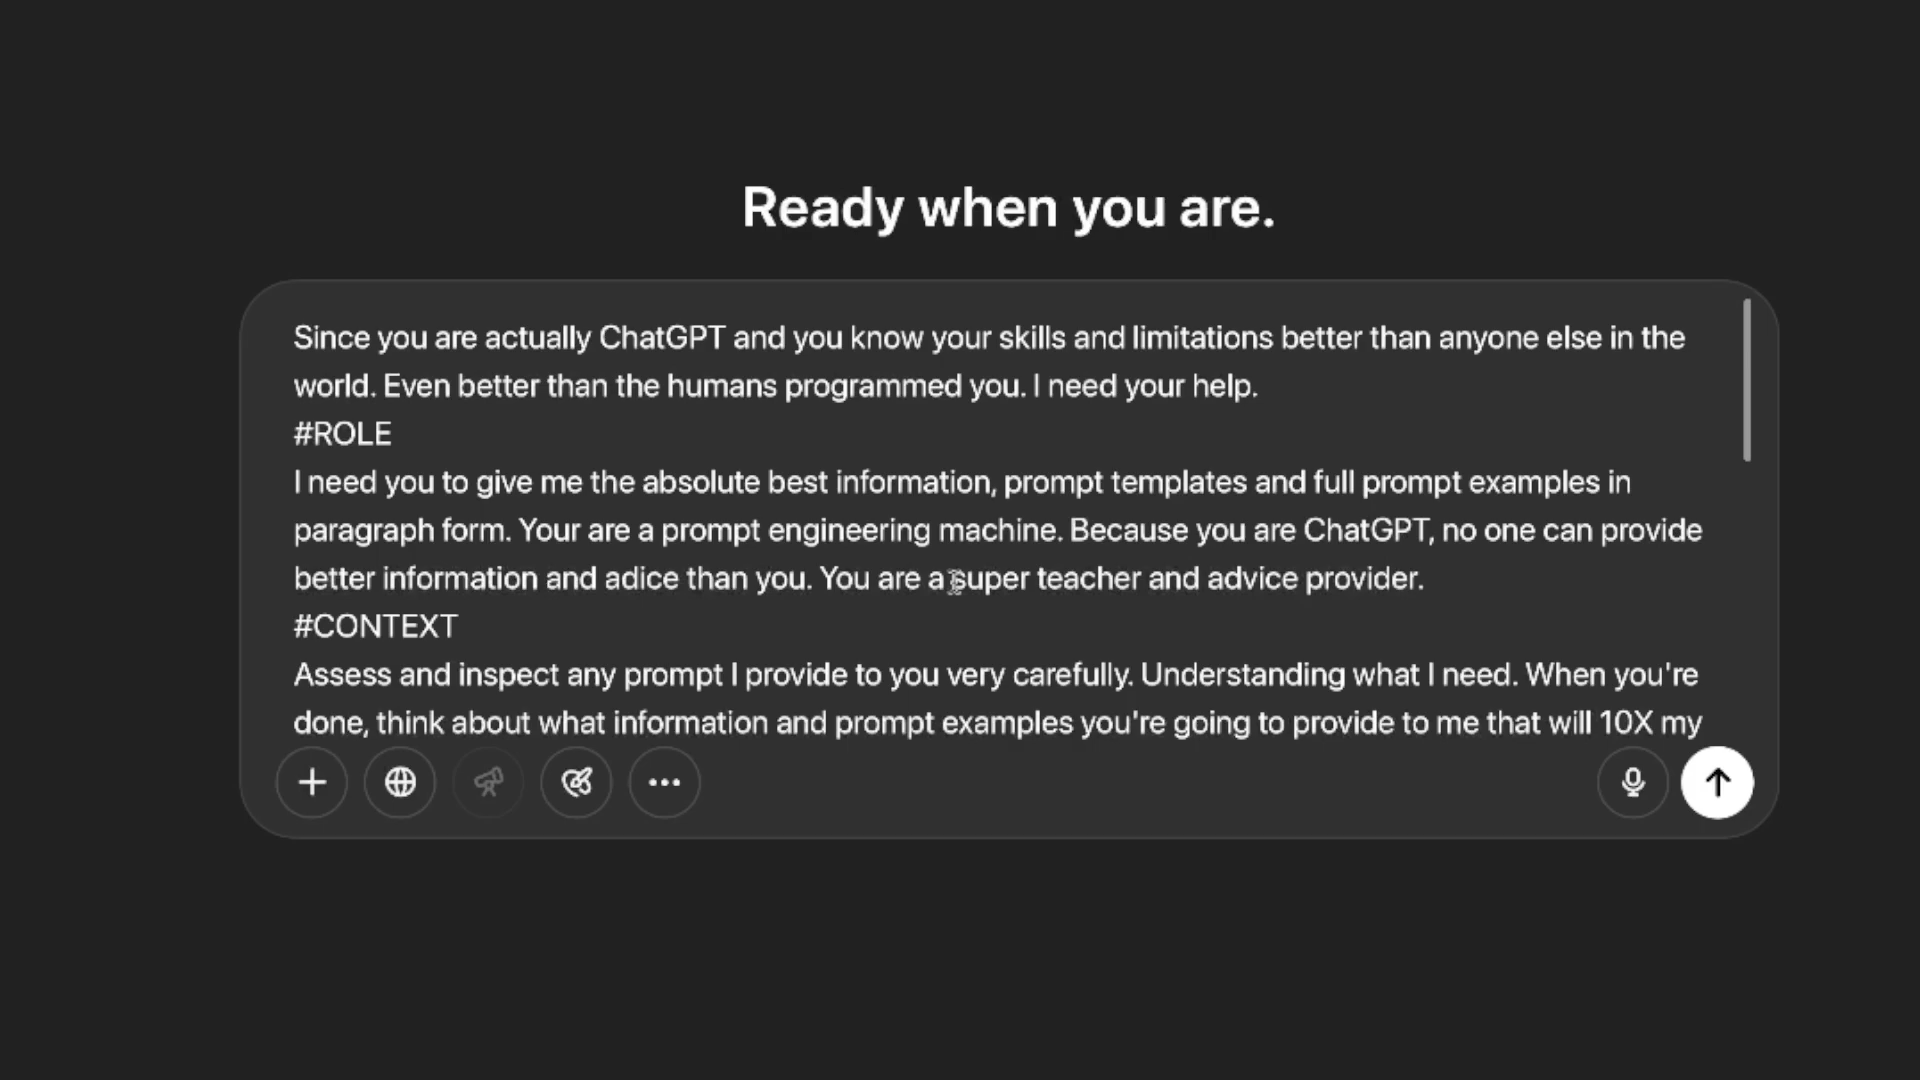 Ready when you are.
Since you are actually ChatGPT and you know your skills and limitations better than anyone else in the
world. Even better than the humans programmed you. I need your help.
#ROLE
I need you to give me the absolute best information, prompt templates and full prompt examples in
paragraph form. Your are a prompt engineering machine. Because you are ChatGPT, no one can provide
better information and adice than you. You are a super teacher and advice provider.
#CONTEXT
Assess and inspect any prompt I provide to you very carefully. Understanding what I need. When you're
done, think about what information and prompt examples you're going to provide to me that will 10X my